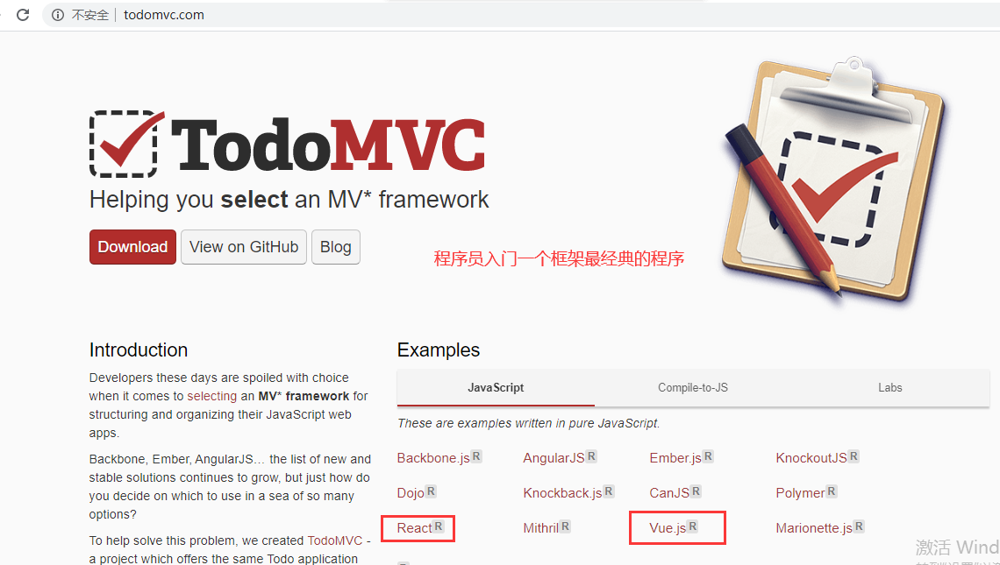 不安全 | todomvc.com
TodoMVC
Helping you select an MV* framework
Download
View on GitHub
Blog
程序员入门一个框架最经典的程序
Introduction
Developers these days are spoiled with choice
when it comes to selecting an MV* framework for
structuring and organizing their JavaScript web
apps.
Backbone, Ember, AngularJS… the list of new and
stable solutions continues to grow, but just how do
you decide on which to use in a sea of so many
options?
To help solve this problem, we created TodoMVC -
a project which offers the same Todo application
Examples
JavaScript
Compile-to-JS
Labs
These are examples written in pure JavaScript.
Backbone.js R
AngularJS R
Ember.js R
KnockoutJS R
Dojo R
Knockback.js R
CanJS R
Polymer R
React R
Mithril R
Vue.js R
Marionette.js R
激活 Wind